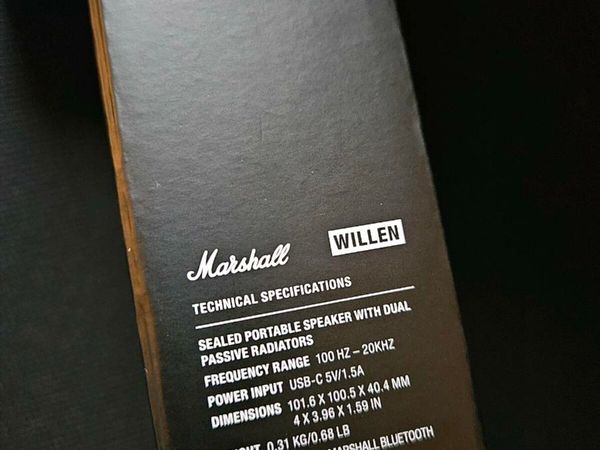 Marshall WILLEN
TECHNICAL SPECIFICATIONS
SEALED PORTABLE SPEAKER WITH DUAL
PASSIVE RADIATORS
FREQUENCY RANGE 100 HZ – 20KHZ
POWER INPUT USB-C 5V/1.5A
DIMENSIONS 101.6 X 100.5 X 40.4 MM
4 X 3.96 X 1.59 IN
0.31 KG/0.68 LB
MARSHALL BLUETOOTH